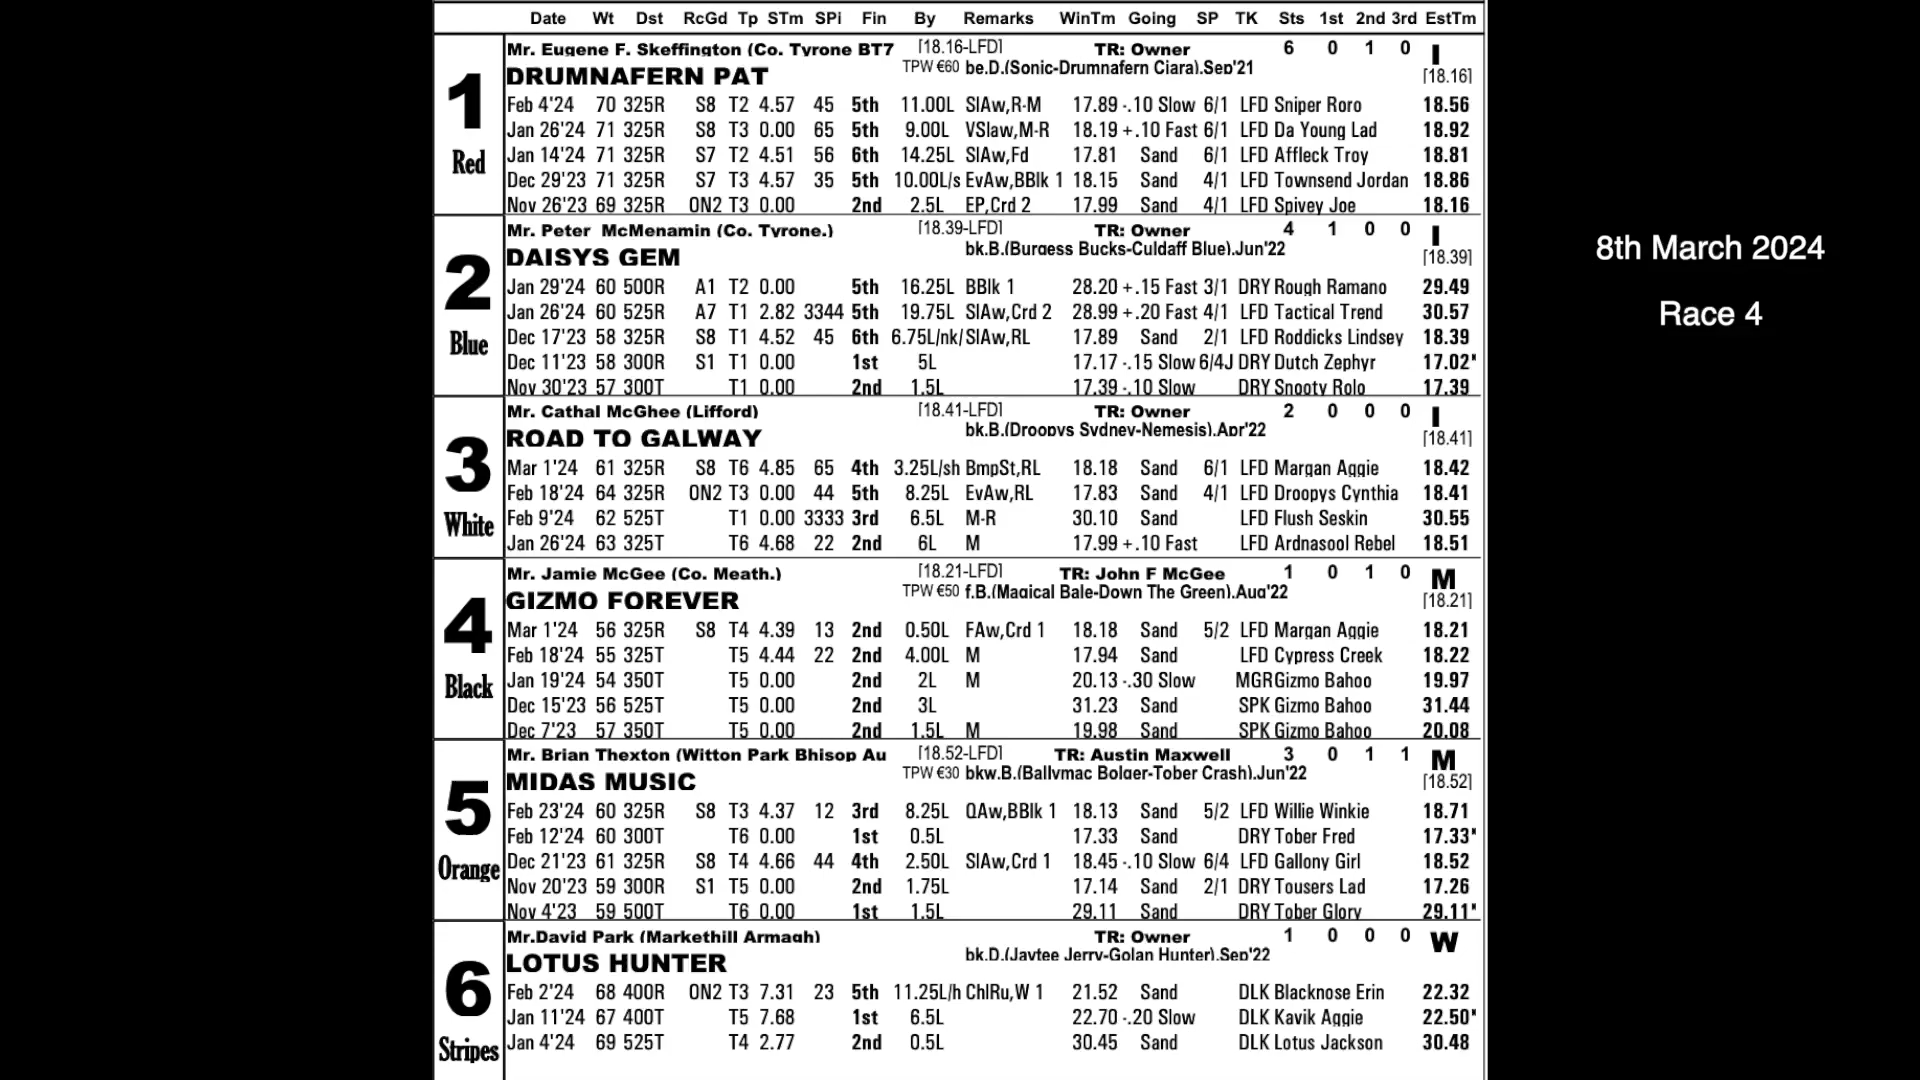 Date Wt Dst RcGd Tp STm SPi Fin By Remarks WinTm Going SP TK Sts 1st 2nd 3rd EstTm
Mr. Eugene F. Skeffington (Co. Tyrone BT7 [18.16-LFD] TR: Owner 6 0 1 0 I
1 DRUMNAFERN PAT TPW €60 be.D.(Sonic-Drumnafern Ciara).Sep'21 [18.16]
Feb 4'24 70 325R S8 T2 4.57 45 5th 11.00L SlAw,R-M 17.89 -.10 Slow 6/1 LFD Sniper Roro 18.56
Jan 26'24 71 325R S8 T3 0.00 65 5th 9.00L VSlaw,M-R 18.19 +.10 Fast 6/1 LFD Da Young Lad 18.92
Red Jan 14'24 71 325R S7 T2 4.51 56 6th 14.25L SlAw,Fd 17.81 Sand 6/1 LFD Affleck Troy 18.81
Dec 29'23 71 325R S7 T3 4.57 35 5th 10.00L/s EvAw,BBlk 1 18.15 Sand 4/1 LFD Townsend Jordan 18.86
Nov 26'23 69 325R ON2 T3 0.00 2nd 2.5L EP,Crd 2 17.99 Sand 4/1 LFD Spivey Joe 18.16
Mr. Peter McMenamin (Co. Tyrone.) [18.39-LFD] TR: Owner 4 1 0 0 I
2 DAISYS GEM bk.B.(Burgess Bucks-Culdaff Blue).Jun'22 [18.39]
Jan 29'24 60 500R A1 T2 0.00 5th 16.25L BBlk 1 28.20 +.15 Fast 3/1 DRY Rough Ramano 29.49
Jan 26'24 60 525R A7 T1 2.82 3344 5th 19.75L SlAw,Crd 2 28.99 +.20 Fast 4/1 LFD Tactical Trend 30.57
Blue Dec 17'23 58 325R S8 T1 4.52 45 6th 6.75L/nk/ SlAw,RL 17.89 Sand 2/1 LFD Roddicks Lindsey 18.39
Dec 11'23 58 300R S1 T1 0.00 1st 5L 17.17 -.15 Slow 6/4J DRY Dutch Zephyr 17.02*
Nov 30'23 57 300T T1 0.00 2nd 1.5L 17.39 -.10 Slow DRY Snooty Rolo 17.39
Mr. Cathal McGhee (Lifford) [18.41-LFD] TR: Owner 2 0 0 0 I
3 ROAD TO GALWAY bk.B.(Droopys Sydney-Nemesis).Apr'22 [18.41]
Mar 1'24 61 325R S8 T6 4.85 65 4th 3.25L/sh BmpSt,RL 18.18 Sand 6/1 LFD Margan Aggie 18.42
Feb 18'24 64 325R ON2 T3 0.00 44 5th 8.25L EvAw,RL 17.83 Sand 4/1 LFD Droopys Cynthia 18.41
White Feb 9'24 62 525T T1 0.00 3333 3rd 6.5L M-R 30.10 Sand LFD Flush Seskin 30.55
Jan 26'24 63 325T T6 4.68 22 2nd 6L M 17.99 +.10 Fast LFD Ardnasool Rebel 18.51
Mr. Jamie McGee (Co. Meath.) [18.21-LFD] TR: John F McGee 1 0 1 0 M
4 GIZMO FOREVER TPW €50 f.B.(Magical Bale-Down The Green).Aug'22 [18.21]
Mar 1'24 56 325R S8 T4 4.39 13 2nd 0.50L FAw,Crd 1 18.18 Sand 5/2 LFD Margan Aggie 18.21
Feb 18'24 55 325T T5 4.44 22 2nd 4.00L M 17.94 Sand LFD Cypress Creek 18.22
Black Jan 19'24 54 350T T5 0.00 2nd 2L M 20.13 -.30 Slow MGR Gizmo Bahoo 19.97
Dec 15'23 56 525T T5 0.00 2nd 3L 31.23 Sand SPK Gizmo Bahoo 31.44
Dec 7'23 57 350T T5 0.00 2nd 1.5L M 19.98 Sand SPK Gizmo Bahoo 20.08
Mr. Brian Thexton (Witton Park Bhisop Au [18.52-LFD] TR: Austin Maxwell 3 0 1 1 M
5 MIDAS MUSIC TPW €30 bkw.B.(Ballymac Bolger-Tober Crash).Jun'22 [18.52]
Feb 23'24 60 325R S8 T3 4.37 12 3rd 8.25L QAw,BBlk 1 18.13 Sand 5/2 LFD Willie Winkie 18.71
Feb 12'24 60 300T T6 0.00 1st 0.5L 17.33 Sand DRY Tober Fred 17.33*
Orange Dec 21'23 61 325R S8 T4 4.66 44 4th 2.50L SlAw,Crd 1 18.45 -.10 Slow 6/4 LFD Gallony Girl 18.52
Nov 20'23 59 300R S1 T5 0.00 2nd 1.75L 17.14 Sand 2/1 DRY Tousers Lad 17.26
Nov 4'23 59 500T T6 0.00 1st 1.5L 29.11 Sand DRY Tober Glory 29.11*
Mr.David Park (Markethill Armagh) TR: Owner 1 0 0 0 W
6 LOTUS HUNTER bk.D.(Jaytee Jerry-Golan Hunter).Sep'22
Feb 2'24 68 400R ON2 T3 7.31 23 5th 11.25L/h ChlRu,W 1 21.52 Sand DLK Blacknose Erin 22.32
Jan 11'24 67 400T T5 7.68 1st 6.5L 22.70 -.20 Slow DLK Kavik Aggie 22.50*
Stripes Jan 4'24 69 525T T4 2.77 2nd 0.5L 30.45 Sand DLK Lotus Jackson 30.48
8th March 2024
Race 4